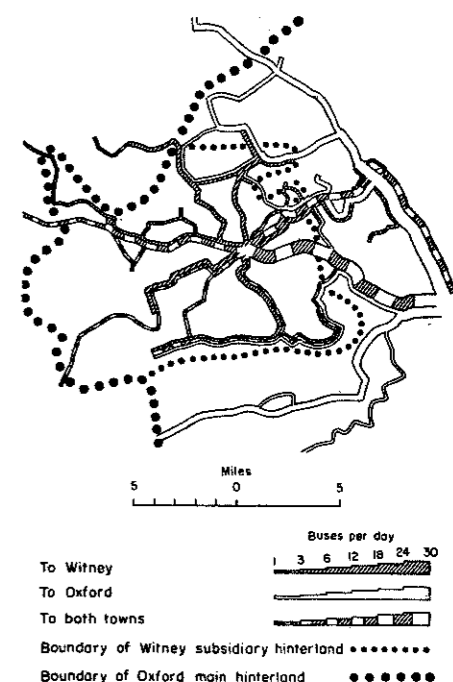 Miles
5 0 5
Buses per day
1 3 6 12 18 24 30
To Witney
To Oxford
To both towns
Boundary of Witney subsidiary hinterland
Boundary of Oxford main hinterland